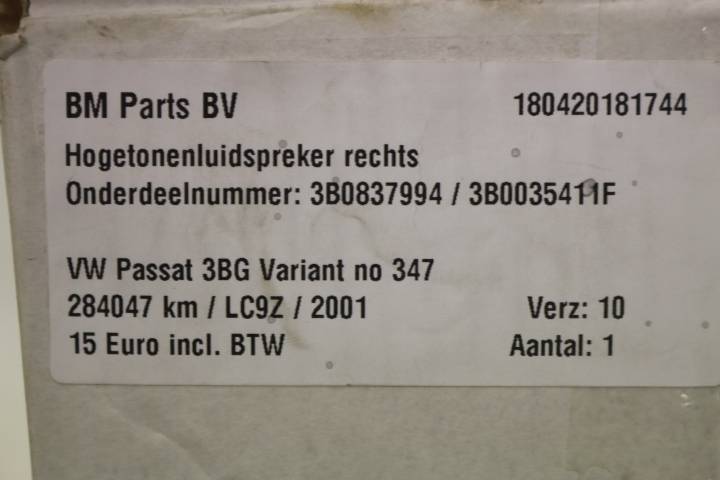 BM Parts BV 180420181744
Hogetonenluidspreker rechts
Onderdeelnummer: 3B0837994 / 3B0035411F
VW Passat 3BG Variant no 347
284047 km / LC9Z / 2001 Verz: 10
15 Euro incl. BTW Aantal: 1